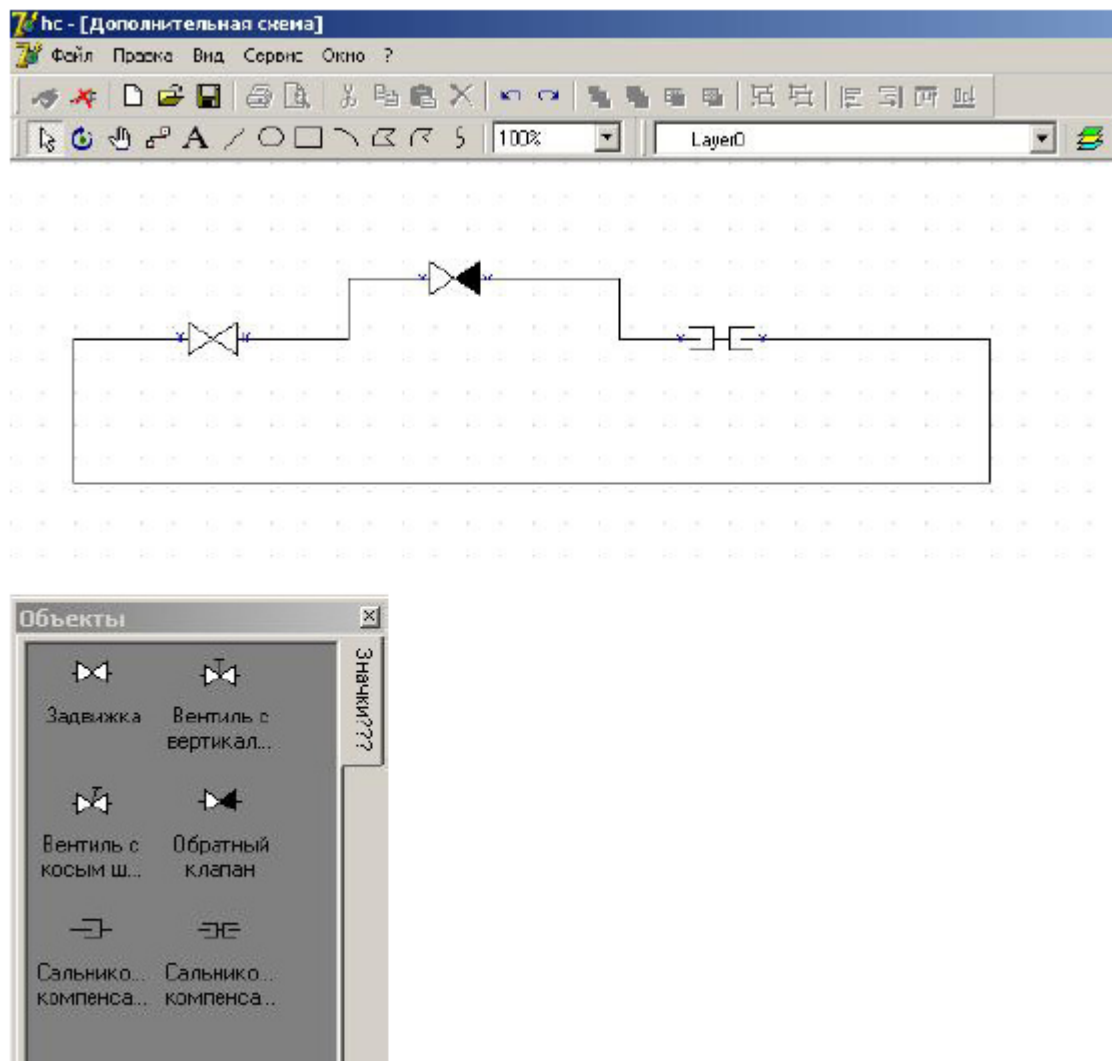 hc - [Дополнительная схема]
Файл Правка Вид Сервис Окно ?
100% Layer0
Объекты
Значки???
Задвижка
Вентиль с
вертикал...
Вентиль с
косым ш...
Обратный
клапан
Сальнико...
компенса...
Сальнико...
компенса...